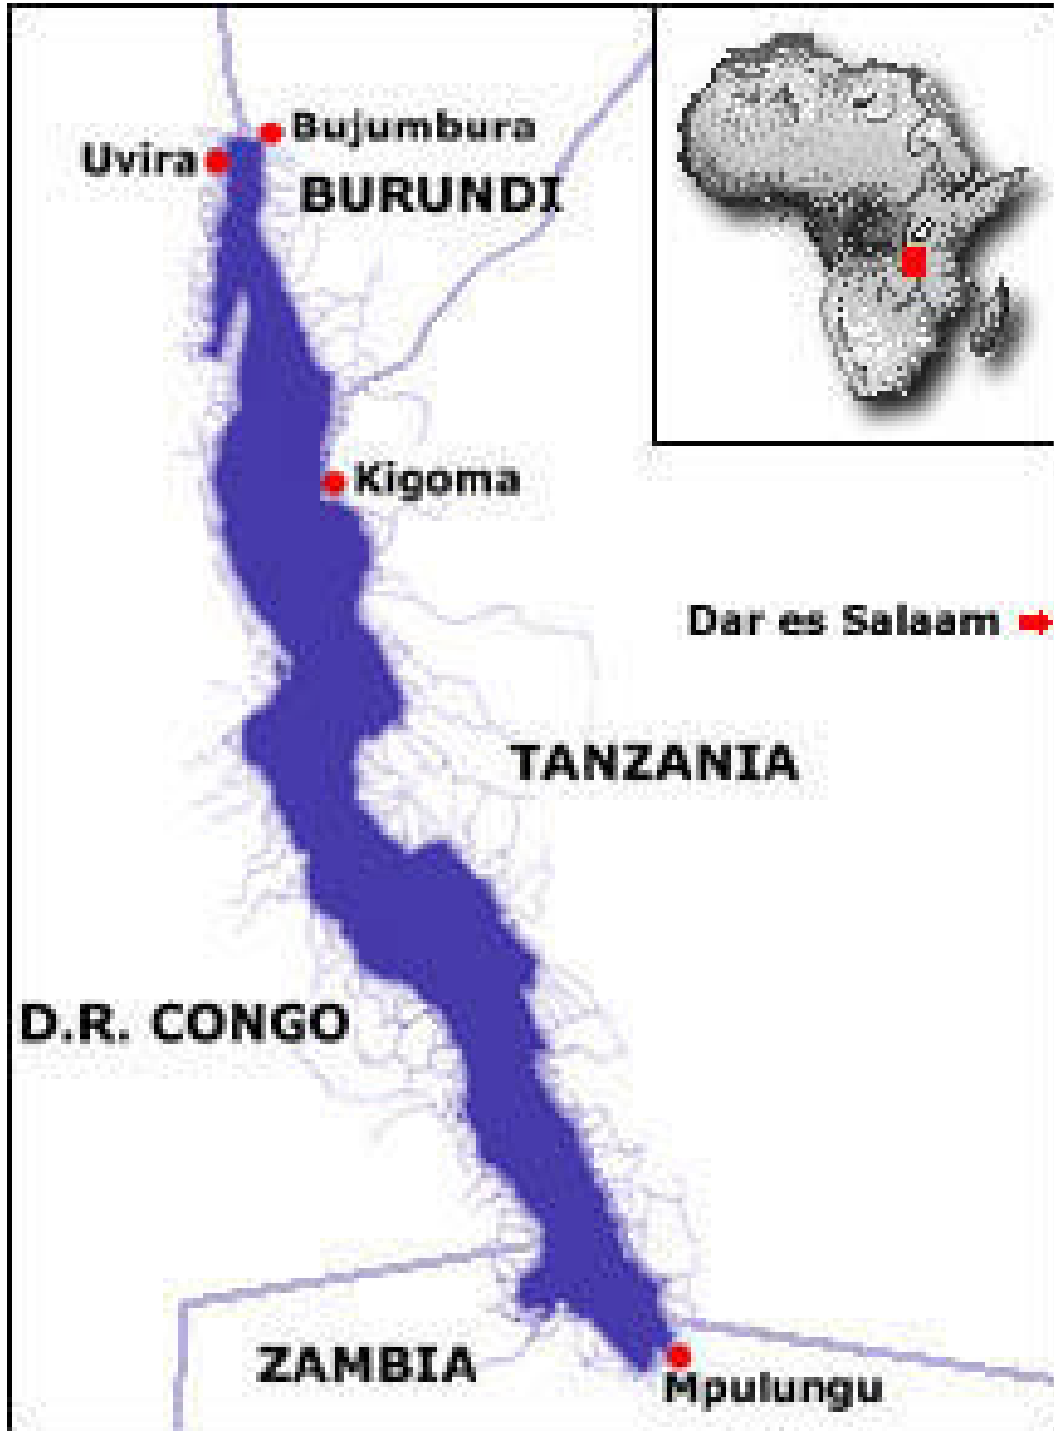 Bujumbura
Uvira
BURUNDI
Kigoma
Dar es Salaam
TANZANIA
D.R. CONGO
ZAMBIA
Mpulungu